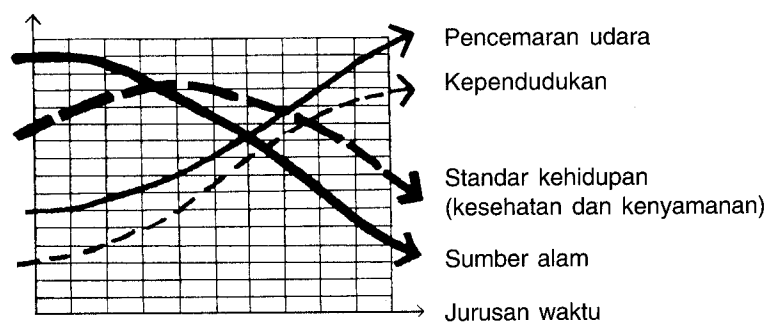 Pencemaran udara
Kependudukan
Standar kehidupan
(kesehatan dan kenyamanan)
Sumber alam
Jurusan waktu